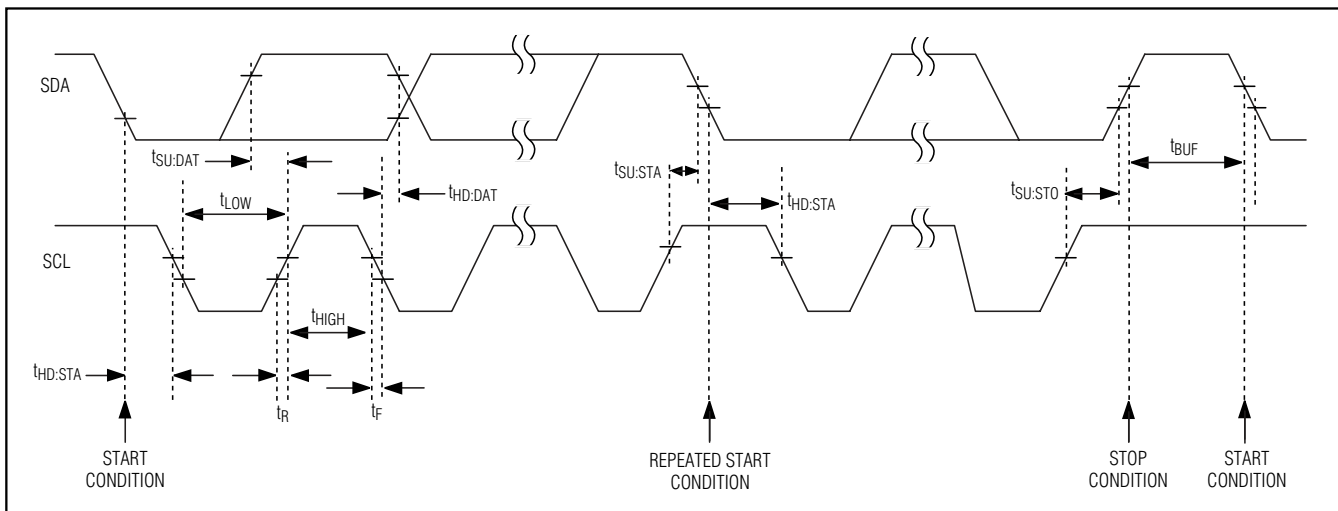 SDA
tSU:DAT
tHD:DAT
tSU:STA
tBUF
tLOW
tHD:STA
tSU:STO
SCL
tHIGH
tHD:STA
tR
tF
START
CONDITION
REPEATED START
CONDITION
STOP
CONDITION
START
CONDITION